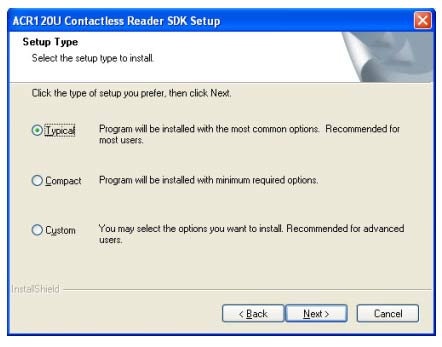 ACR120U Contactless Reader SDK Setup
Setup Type
Select the setup type to install.
Click the type of setup you prefer, then click Next.
Typical
Program will be installed with the most common options. Recommended for
most users.
Compact
Program will be installed with minimum required options.
Custom
You may select the options you want to install. Recommended for advanced
users.
InstallShield
< Back
Next >
Cancel